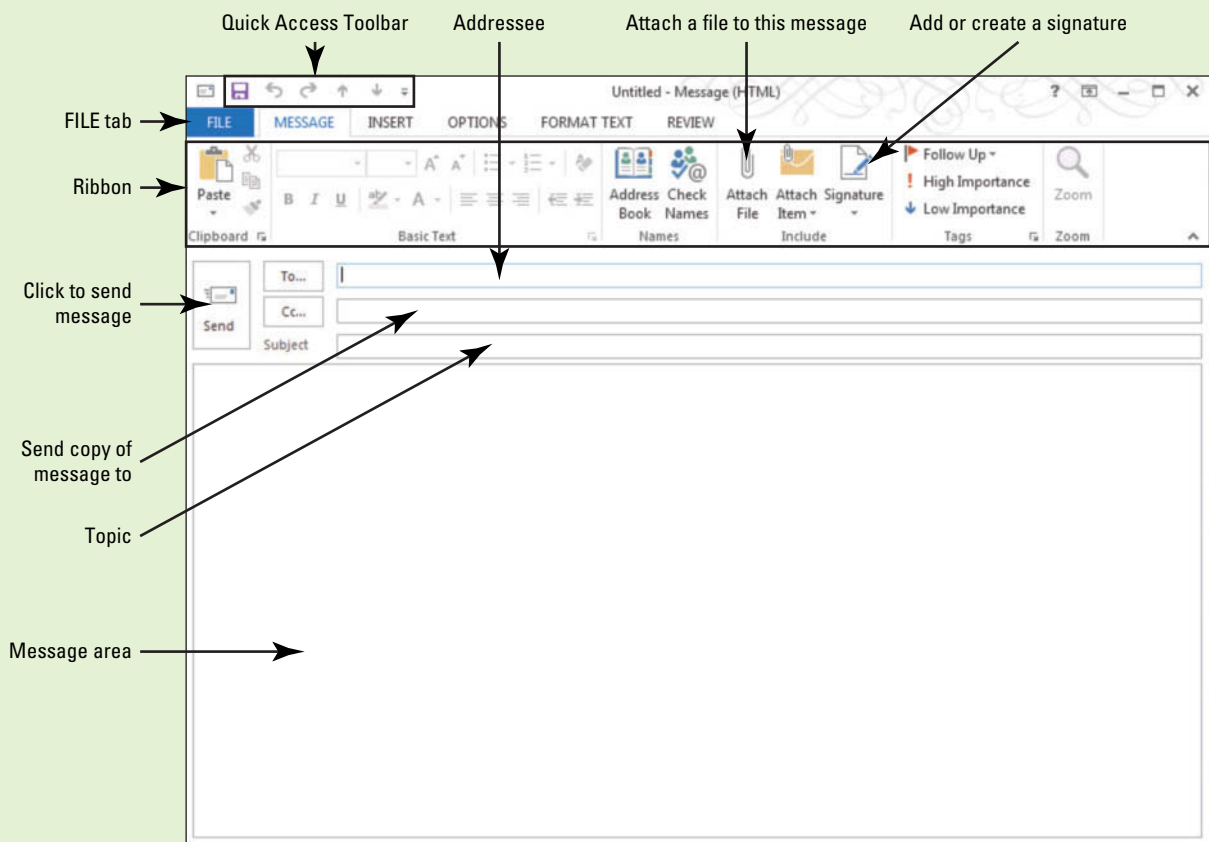 Quick Access Toolbar
Addressee
Attach a file to this message
Add or create a signature
Untitled - Message (HTML)
?
FILE tab
FILE MESSAGE INSERT OPTIONS FORMAT TEXT REVIEW
Ribbon
Paste
B I U
A A
A
Address Book
Check Names
Attach File
Attach Item
Signature
Follow Up
! High Importance
Low Importance
Zoom
Clipboard
Basic Text
Names
Include
Tags
Zoom
Click to send
message
Send
To...
Cc...
Subject
Send copy of
message to
Topic
Message area